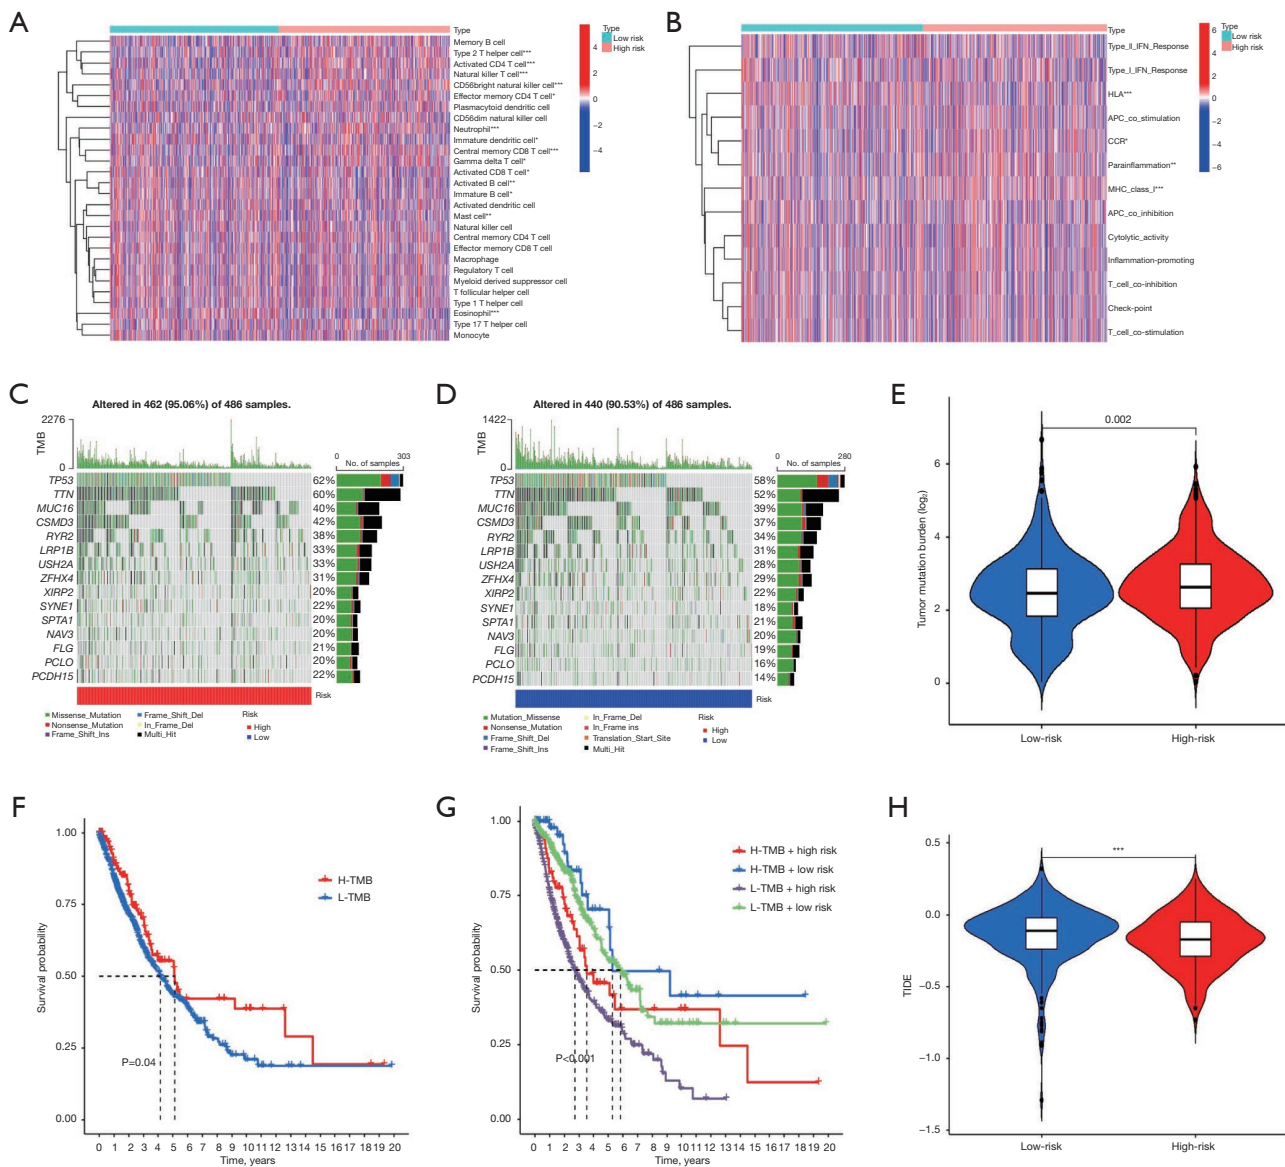 A
Type
Memory B cell
Type 2 T helper cell***
Activated CD4 T cell***
Natural killer T cell***
CD56bright natural killer cell***
Effector memory CD4 T cell*
Plasmacytoid dendritic cell
CD56dim natural killer cell
Neutrophil***
Immature dendritic cell*
Central memory CD8 T cell***
Gamma delta T cell*
Activated CD8 T cell*
Activated B cell**
Immature B cell*
Activated dendritic cell
Mast cell**
Natural killer cell
Central memory CD4 T cell
Effector memory CD8 T cell
Macrophage
Regulatory T cell
Myeloid derived suppressor cell
T follicular helper cell
Type 1 T helper cell
Eosinophil***
Type 17 T helper cell
Monocyte
4
2
0
−2
−4
Type
Low risk
High risk
B
Type
Type_II_IFN_Response
Type_I_IFN_Response
HLA***
APC_co_stimulation
CCR*
Parainflammation**
MHC_class_I***
APC_co_inhibition
Cytolytic_activity
Inflammation-promoting
T_cell_co-inhibition
Check-point
T_cell_co-stimulation
6
4
2
0
−2
−4
−6
Type
Low risk
High risk
C
Altered in 462 (95.06%) of 486 samples.
2276
TMB
0
0 303
No. of samples
TP53 62%
TTN 60%
MUC16 40%
CSMD3 42%
RYR2 38%
LRP1B 33%
USH2A 33%
ZFHX4 31%
XIRP2 20%
SYNE1 22%
SPTA1 20%
NAV3 20%
FLG 21%
PCLO 20%
PCDH15 22%
Risk
Missense_Mutation
Nonsense_Mutation
Frame_Shift_Ins
Frame_Shift_Del
In_Frame_Del
Multi_Hit
Risk
High
Low
D
Altered in 440 (90.53%) of 486 samples.
1422
TMB
0
0 280
No. of samples
TP53 58%
TTN 52%
MUC16 39%
CSMD3 37%
RYR2 34%
LRP1B 31%
USH2A 28%
ZFHX4 29%
XIRP2 22%
SYNE1 18%
SPTA1 21%
NAV3 20%
FLG 19%
PCLO 16%
PCDH15 14%
Risk
Mutation_Missense
Nonsense_Mutation
Frame_Shift_Del
Frame_Shift_Ins
In_Frame_Del
In_Frame ins
Translation_Start_Site
Multi_Hit
Risk
High
Low
E
0.002
Tumor mutation burden (log₂)
6
4
2
0
Low-risk High-risk
F
Survival probability
1.00
0.75
0.50
0.25
0.00
H-TMB
L-TMB
P=0.04
0 1 2 3 4 5 6 7 8 9 10 11 12 13 14 15 16 17 18 19 20
Time, years
G
Survival probability
1.00
0.75
0.50
0.25
0.00
H-TMB + high risk
H-TMB + low risk
L-TMB + high risk
L-TMB + low risk
P<0.001
0 1 2 3 4 5 6 7 8 9 10 11 12 13 14 15 16 17 18 19 20
Time, years
H
***
TIDE
0.5
0.0
−0.5
−1.0
−1.5
Low-risk High-risk